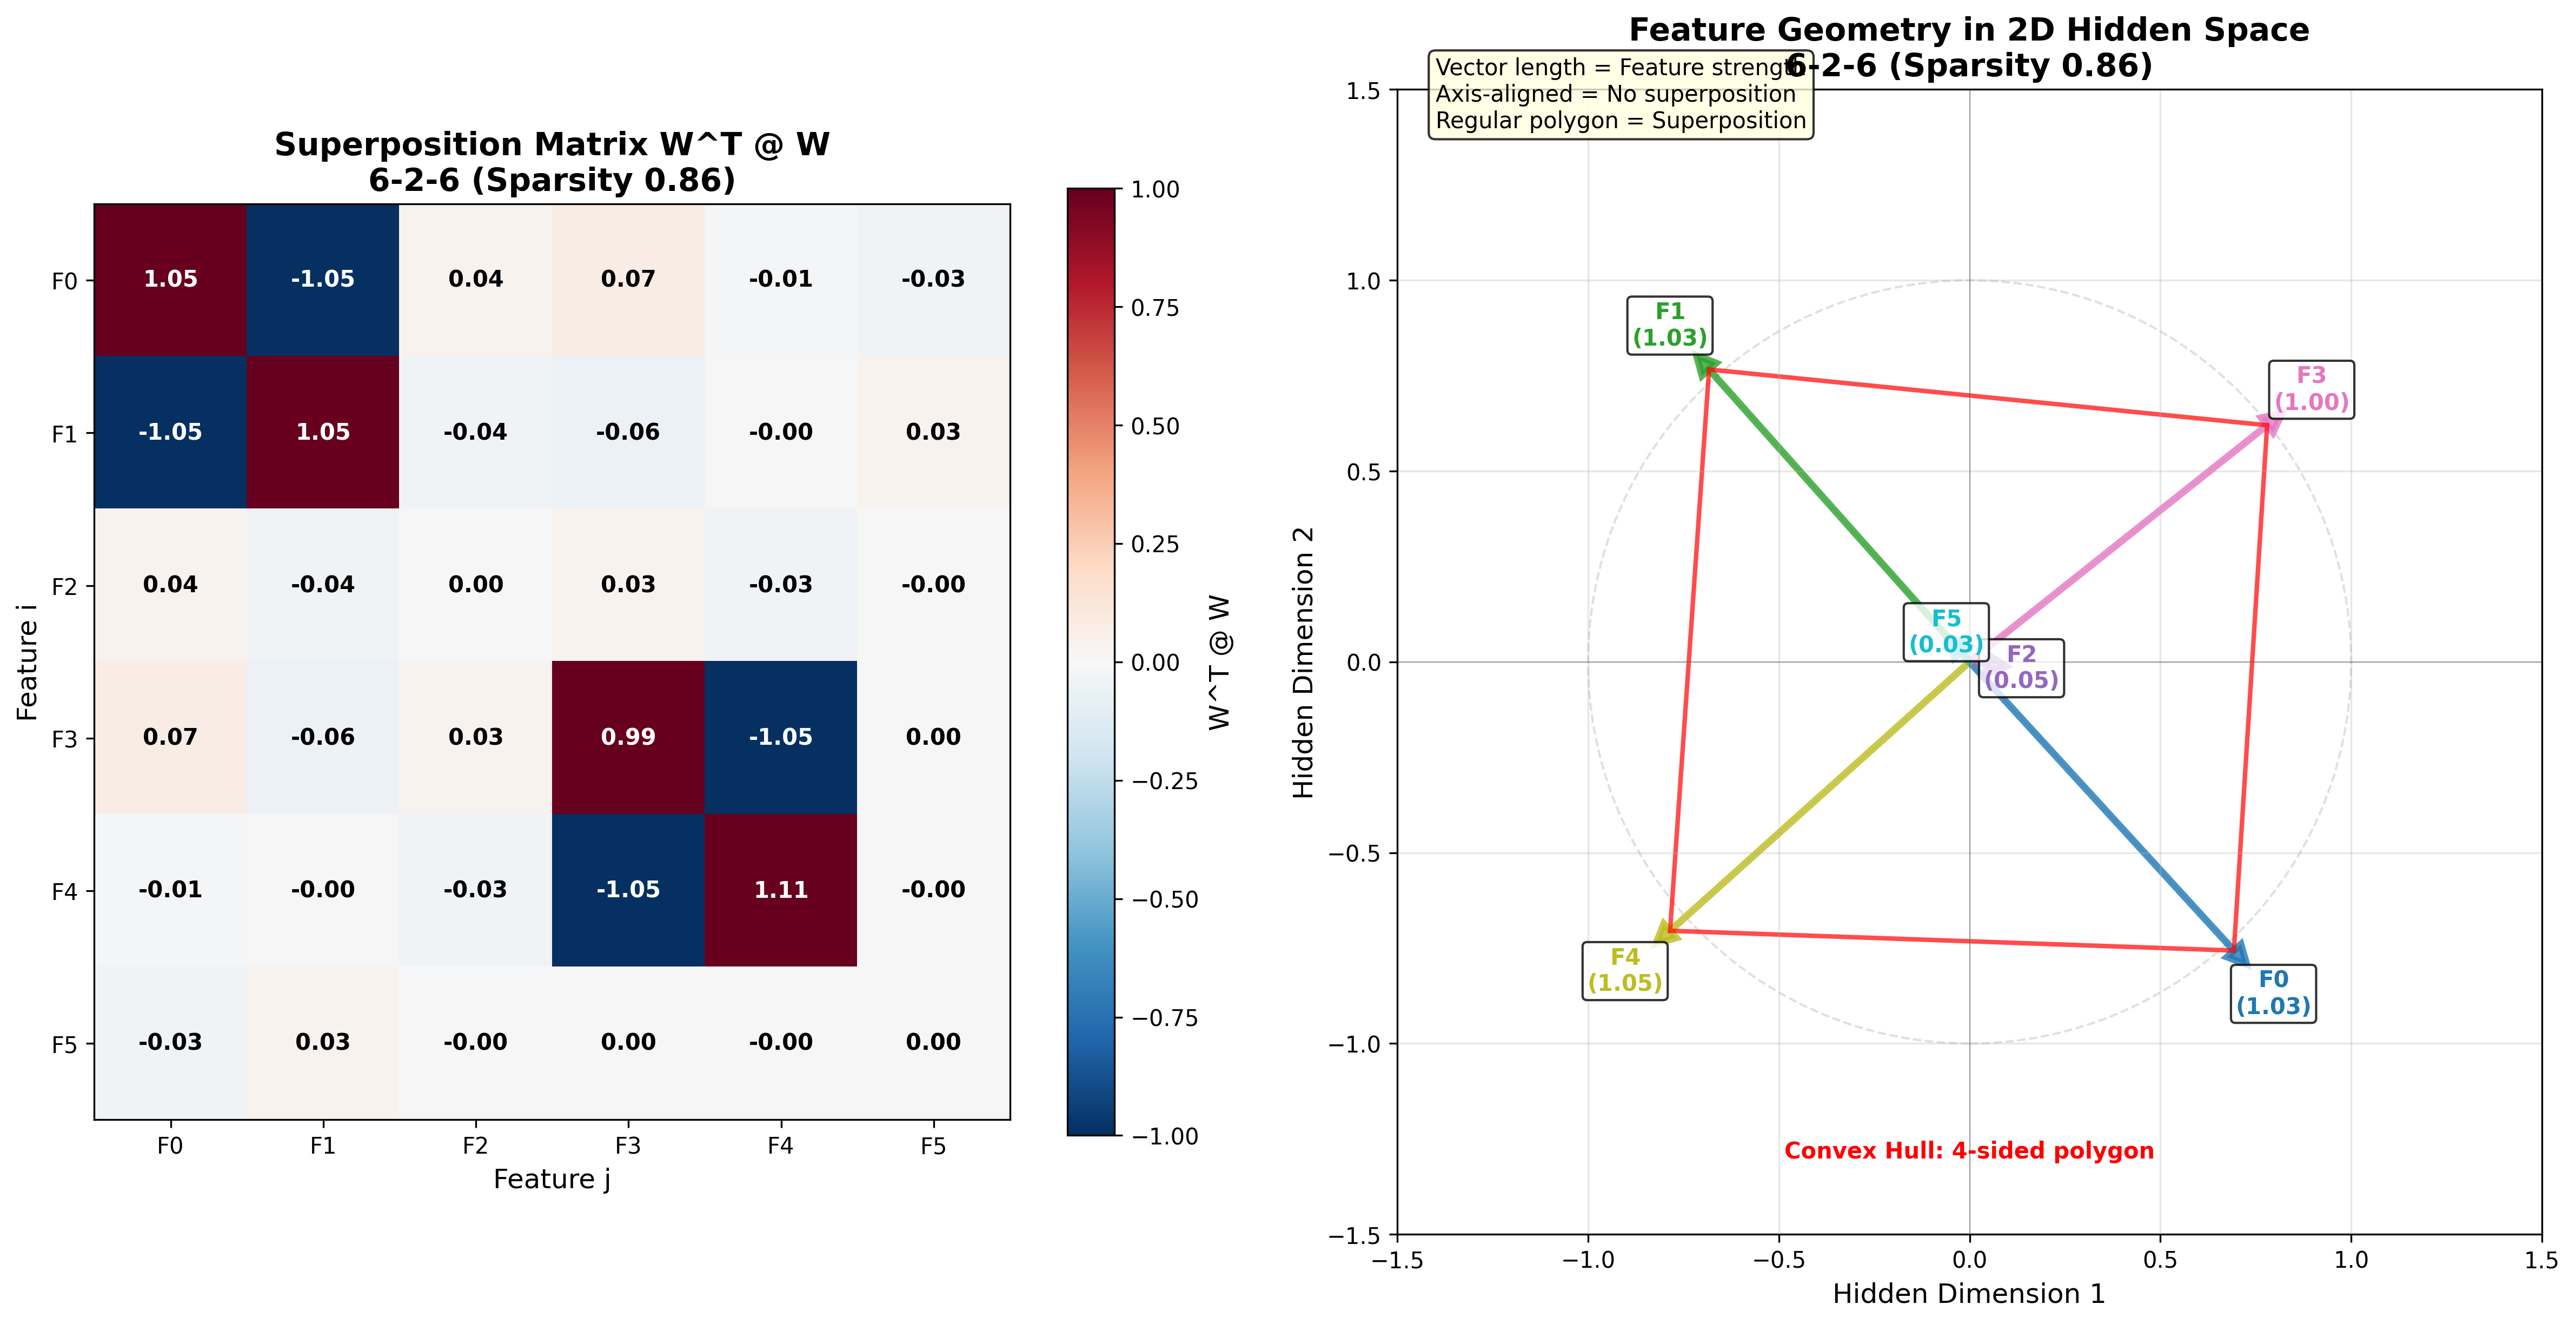 Superposition Matrix W^T @ W
6-2-6 (Sparsity 0.86)
F0 1.05 -1.05 0.04 0.07 -0.01 -0.03
F1 -1.05 1.05 -0.04 -0.06 -0.00 0.03
F2 0.04 -0.04 0.00 0.03 -0.03 -0.00
F3 0.07 -0.06 0.03 0.99 -1.05 0.00
F4 -0.01 -0.00 -0.03 -1.05 1.11 -0.00
F5 -0.03 0.03 -0.00 0.00 -0.00 0.00
F0 F1 F2 F3 F4 F5
Feature j
Feature i
1.00
0.75
0.50
0.25
0.00
−0.25
−0.50
−0.75
−1.00
W^T @ W
Feature Geometry in 2D Hidden Space
6-2-6 (Sparsity 0.86)
Vector length = Feature strength
Axis-aligned = No superposition
Regular polygon = Superposition
1.5
1.0
0.5
0.0
−0.5
−1.0
−1.5
Hidden Dimension 2
F1
(1.03)
F3
(1.00)
F5
(0.03)
F2
(0.05)
F4
(1.05)
F0
(1.03)
Convex Hull: 4-sided polygon
−1.5 −1.0 −0.5 0.0 0.5 1.0 1.5
Hidden Dimension 1